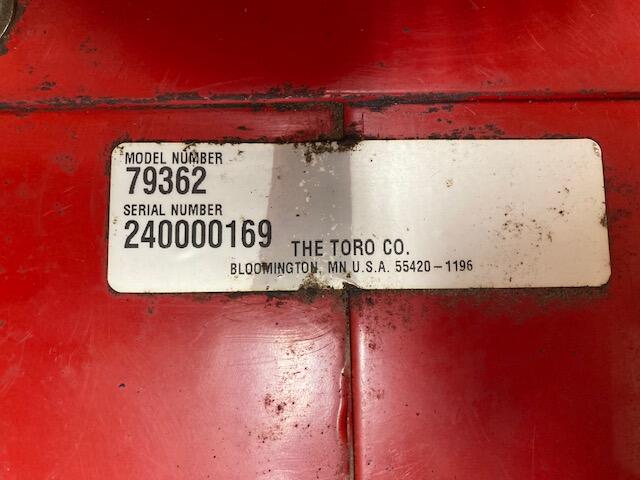 MODEL NUMBER
79362
SERIAL NUMBER
240000169
THE TORO CO.
BLOOMINGTON, MN U.S.A. 55420-1196